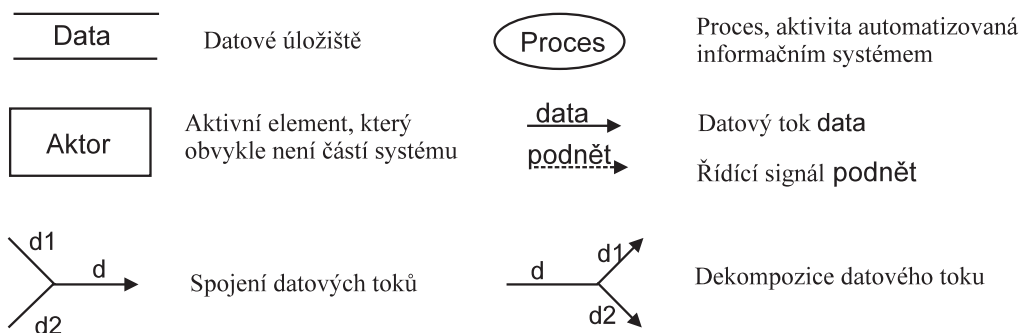 Data
Datové úložiště
Proces
Proces, aktivita automatizovaná
informačním systémem
Aktor
Aktivní element, který
obvykle není částí systému
data
Datový tok data
podnět
Řídící signál podnět
d1
d
d2
Spojení datových toků
d
d1
d2
Dekompozice datového toku